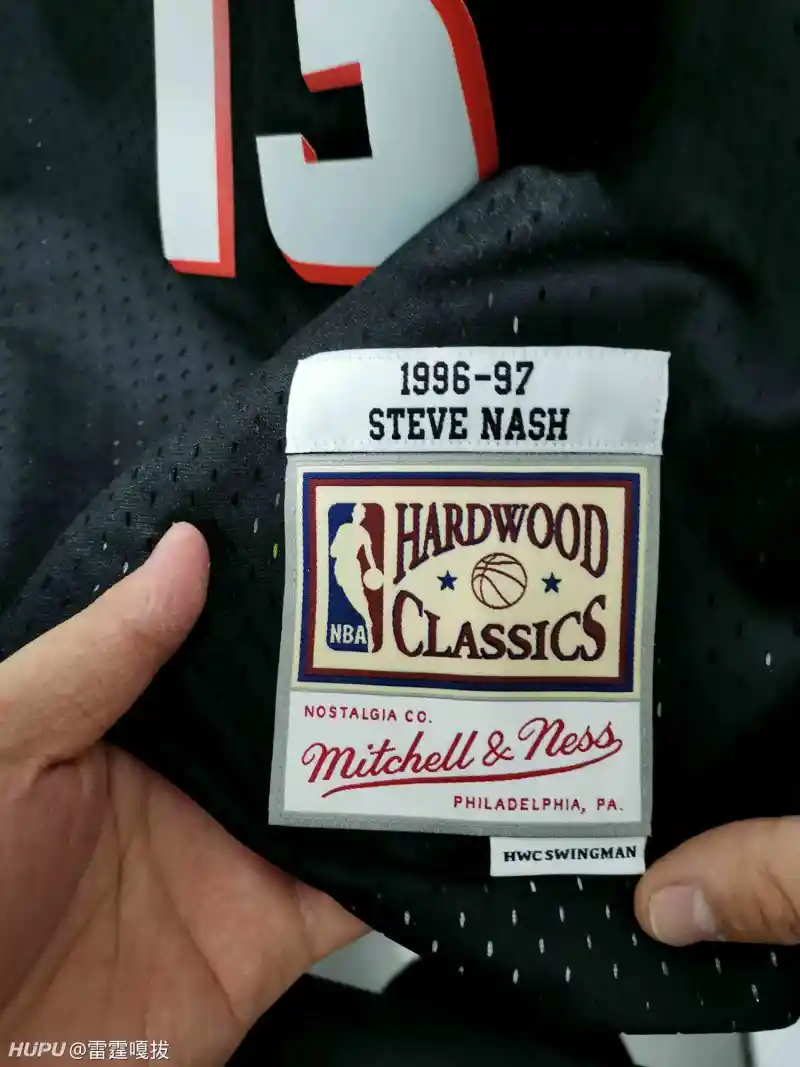 13
1996-97
STEVE NASH
HARDWOOD
NBA
CLASSICS
NOSTALGIA CO.
Mitchell & Ness
PHILADELPHIA, PA.
HWC SWINGMAN
HUPU @雷霆嘎拔